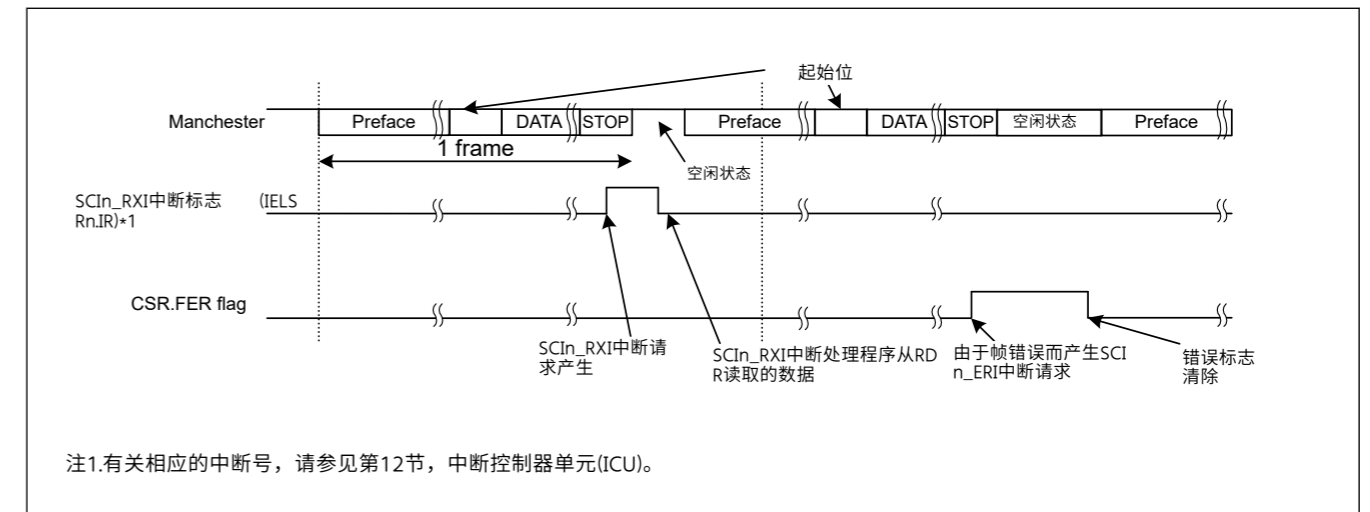 起始位
Manchester
Preface
DATA
STOP
Preface
DATA
STOP
空闲状态
Preface
1 frame
空闲状态
SCIn_RXI中断标志 (IELS
Rn.IR)*1
CSR.FER flag
SCIn_RXI中断请
求产生
SCIn_RXI中断处理程序从RD
R读取的数据
由于帧错误而产生SCI
n_ERI中断请求
错误标志
清除
注1.有关相应的中断号，请参见第12节，中断控制器单元(ICU)。